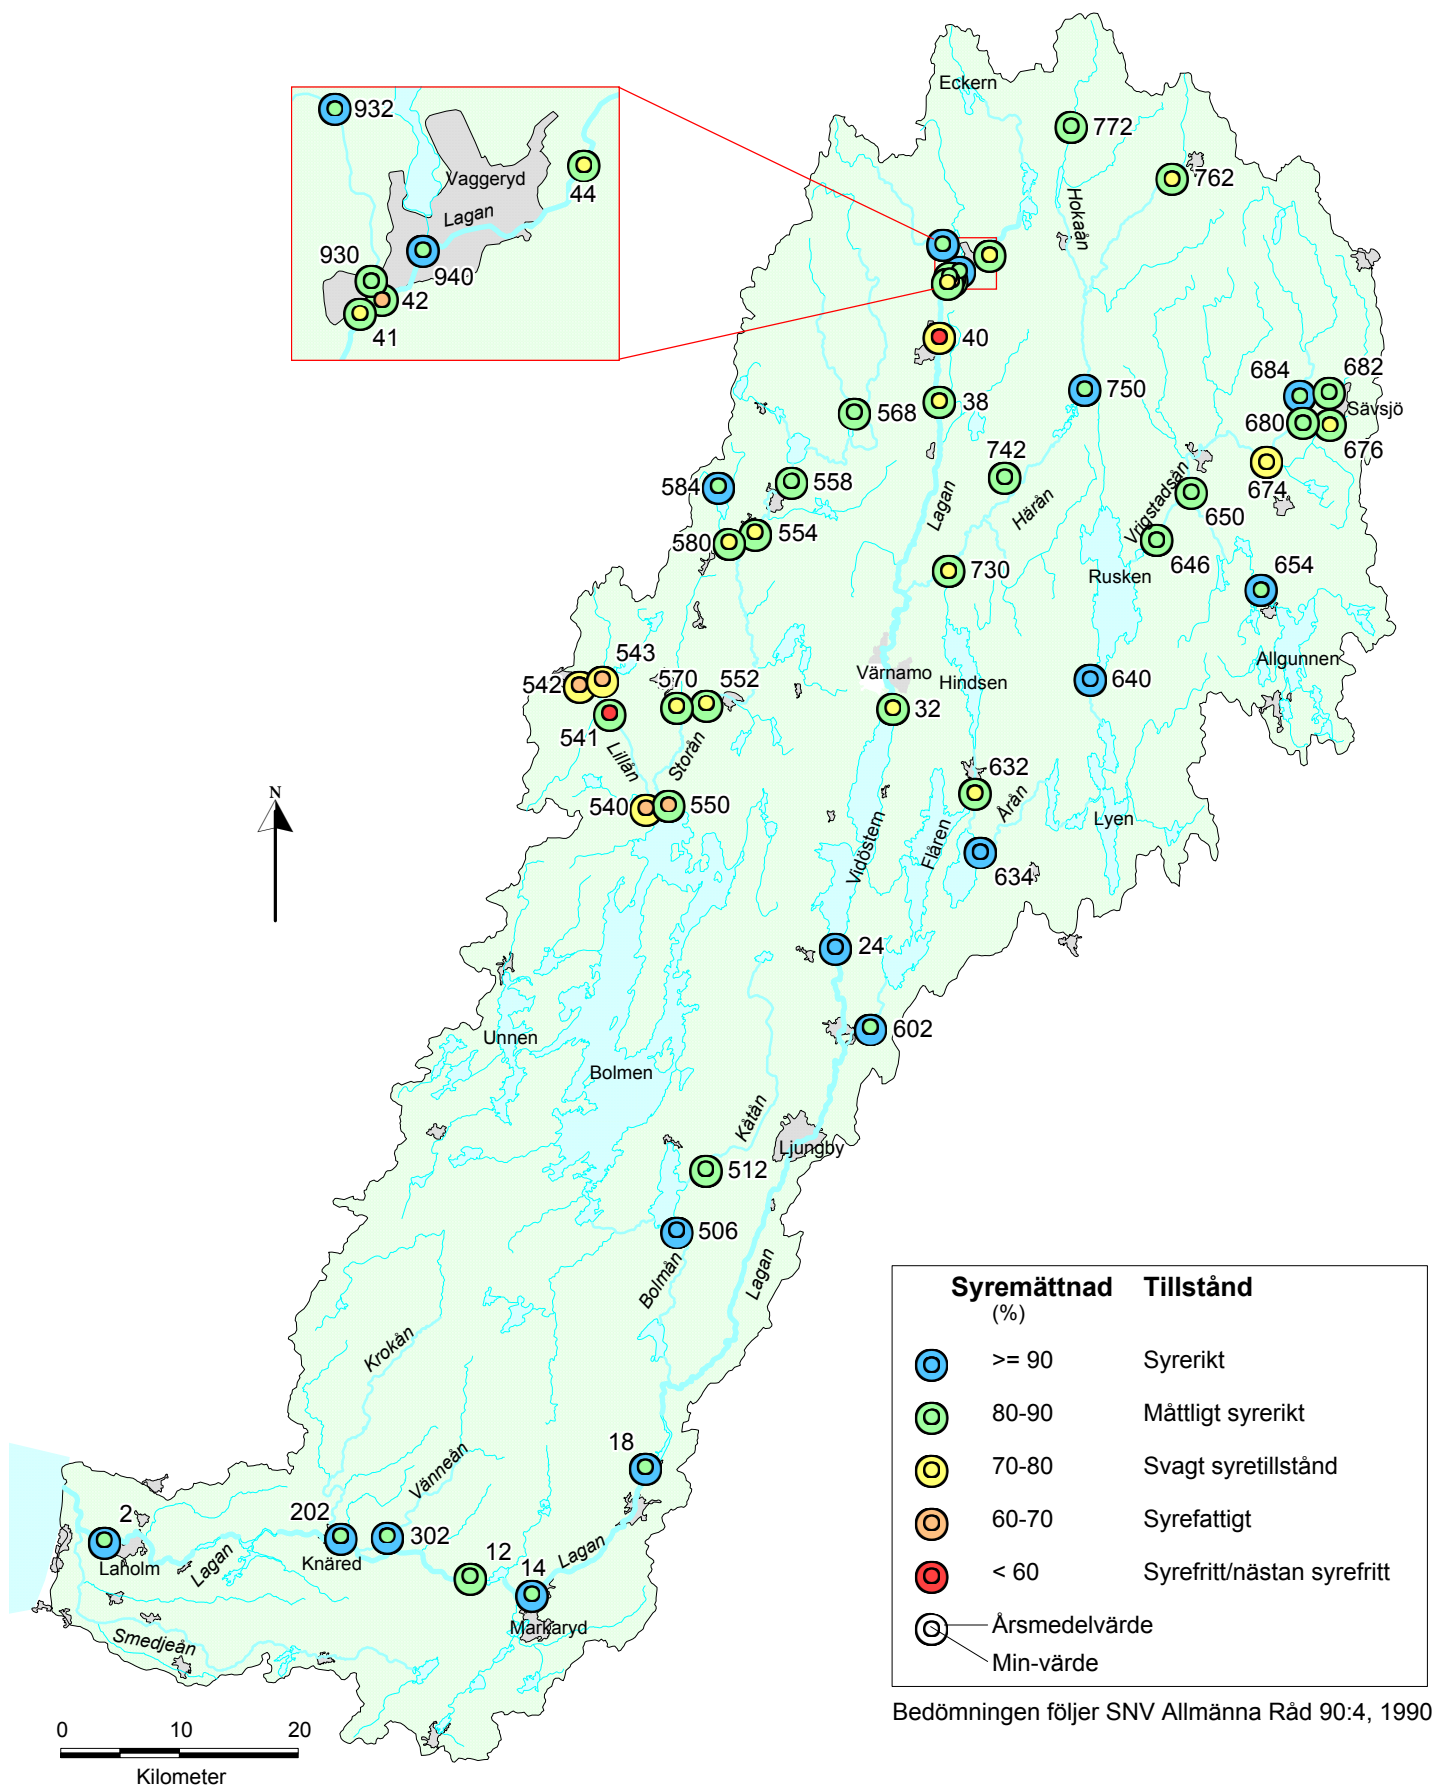 Eckern
932
772
Vaggeryd
44
762
Lagan
Hokaån
930
940
42
41
40
684
682
750
38
568
Sävsjö
680
742
676
584
558
674
Lagan
Härån
Vrigstadsån
650
580
554
646
730
Rusken
654
543
Allgunnen
542
570
552
Värnamo
Hindsen
640
32
541
Lillån
Storån
632
N
540
550
Årån
Lyen
Vidöstern
Flåren
634
24
602
Unnen
Bolmen
Kåtån
Ljungby
512
506
Bolmån
Lagan
Syremättnad Tillstånd
(%)
>= 90 Syrerikt
80-90 Måttligt syrerikt
70-80 Svagt syretillstånd
60-70 Syrefattigt
< 60 Syrefritt/nästan syrefritt
Årsmedelvärde
Min-värde
Bedömningen följer SNV Allmänna Råd 90:4, 1990
Krokån
18
Vänneån
2
202
302
Lagan
Laholm
Lagan
Knäred
12
14
Markaryd
Smedjeån
0 10 20
Kilometer